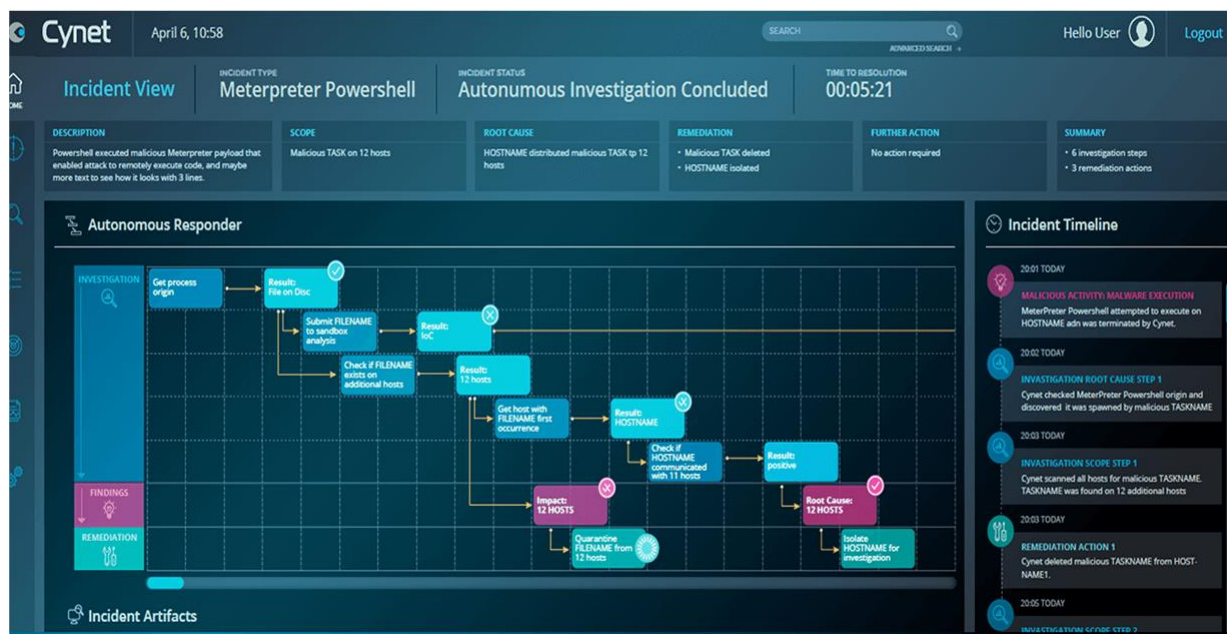 Cynet
April 6, 10:58
SEARCH
ADVANCED SEARCH
Hello User
Logout
OME
Incident View
INCIDENT TYPE
Meterpreter Powershell
INCIDENT STATUS
Autonumous Investigation Concluded
TIME TO RESOLUTION
00:05:21
DESCRIPTION
Powershell executed malicious Meterpreter payload that
enabled attack to remotely execute code, and maybe
more text to see how it looks with 3 lines.
SCOPE
Malicious TASK on 12 hosts
ROOT CAUSE
HOSTNAME distributed malicious TASK tp 12
hosts
REMEDIATION
• Malicious TASK deleted
• HOSTNAME isolated
FURTHER ACTION
No action required
SUMMARY
• 6 investigation steps
• 3 remediation actions
Autonomous Responder
INVESTIGATION
Get process
origin
Result:
File on Disc
Submit FILENAME
to sandbox
analysis
Result:
IoC
Check if FILENAME
exists on
additional hosts
Result:
12 hosts
Get host with
FILENAME first
occurrence
Result:
HOSTNAME
Check if
HOSTNAME
communicated
with 11 hosts
Result:
positive
FINDINGS
Impact:
12 HOSTS
Root Cause:
12 HOSTS
REMEDIATION
Quarantine
FILENAME from
12 hosts
Isolate
HOSTNAME for
investigation
Incident Artifacts
Incident Timeline
20:01 TODAY
MALICIOUS ACTIVITY: MALWARE EXECUTION
MeterPreter Powershell attempted to execute on
HOSTNAME adn was terminated by Cynet.
20:02 TODAY
INVESTIGATION ROOT CAUSE STEP 1
Cynet checked MeterPreter Powershell origin and
discovered it was spawned by malicious TASKNAME
20:03 TODAY
INVESTIGATION SCOPE STEP 1
Cynet scanned all hosts for malicious TASKNAME.
TASKNAME was found on 12 additional hosts
20:03 TODAY
REMEDIATION ACTION 1
Cynet deleted malicious TASKNAME from HOST-
NAME1.
20:05 TODAY
INVESTIGATION SCOPE STEP 2